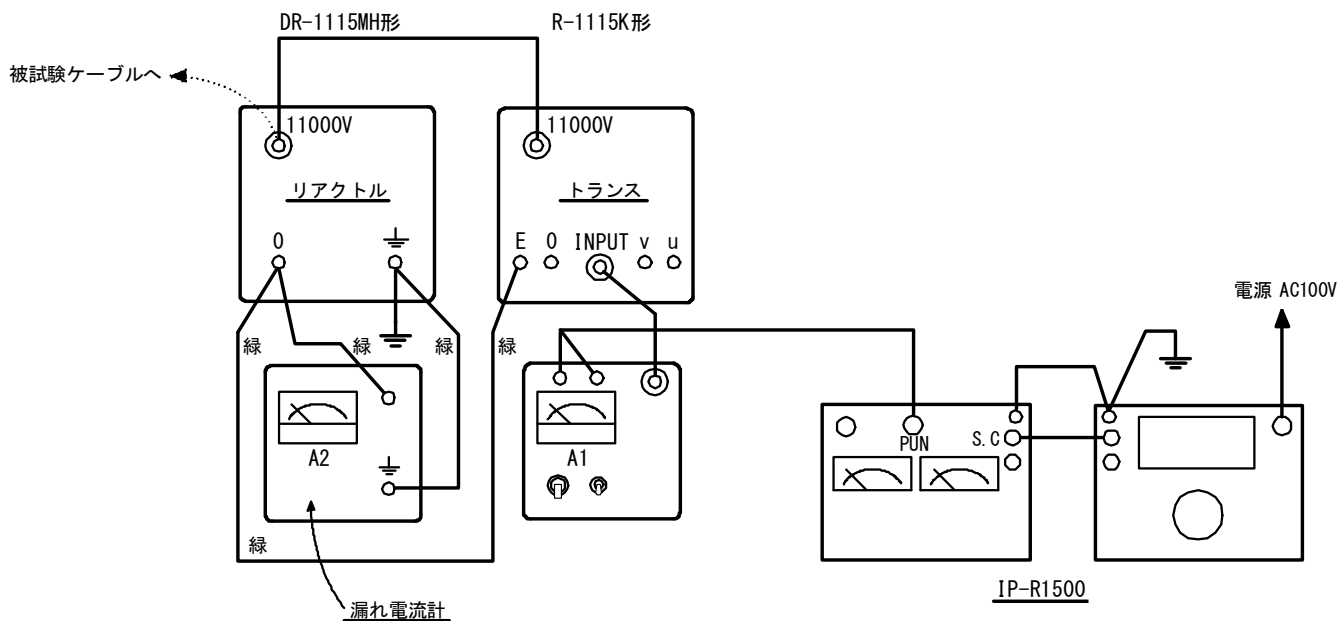 DR-1115MH形
R-1115K形
被試験ケーブルへ
11000V
11000V
リアクトル
トランス
O
E O INPUT v u
電源 AC100V
緑
緑
緑
緑
A2
A1
PUN
S.C
緑
漏れ電流計
IP-R1500